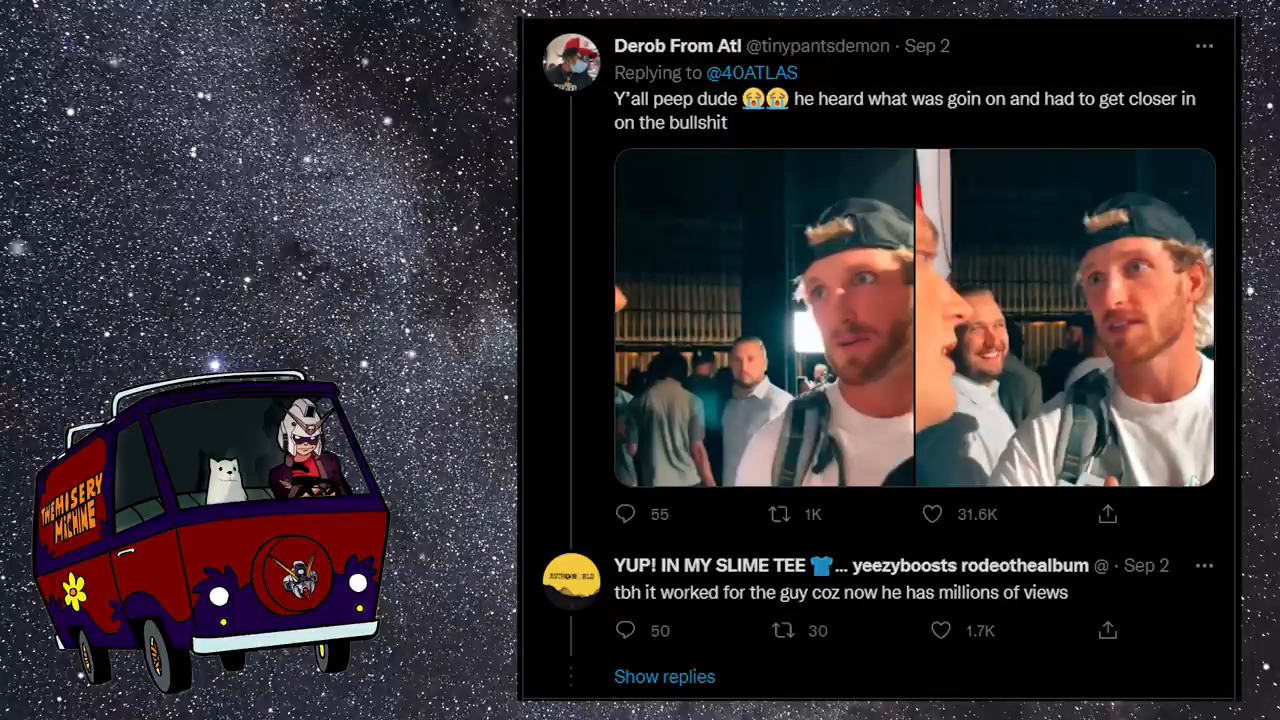 Derob From Atl @tinypantsdemon · Sep 2
Replying to @40ATLAS
Y'all peep dude 😭😭 he heard what was goin on and had to get closer in
on the bullshit
55 1K 31.6K
YUP! IN MY SLIME TEE 👕... yeezyboosts rodeothealbum @ · Sep 2
tbh it worked for the guy coz now he has millions of views
50 30 1.7K
Show replies
THE MISERY
MACHINE